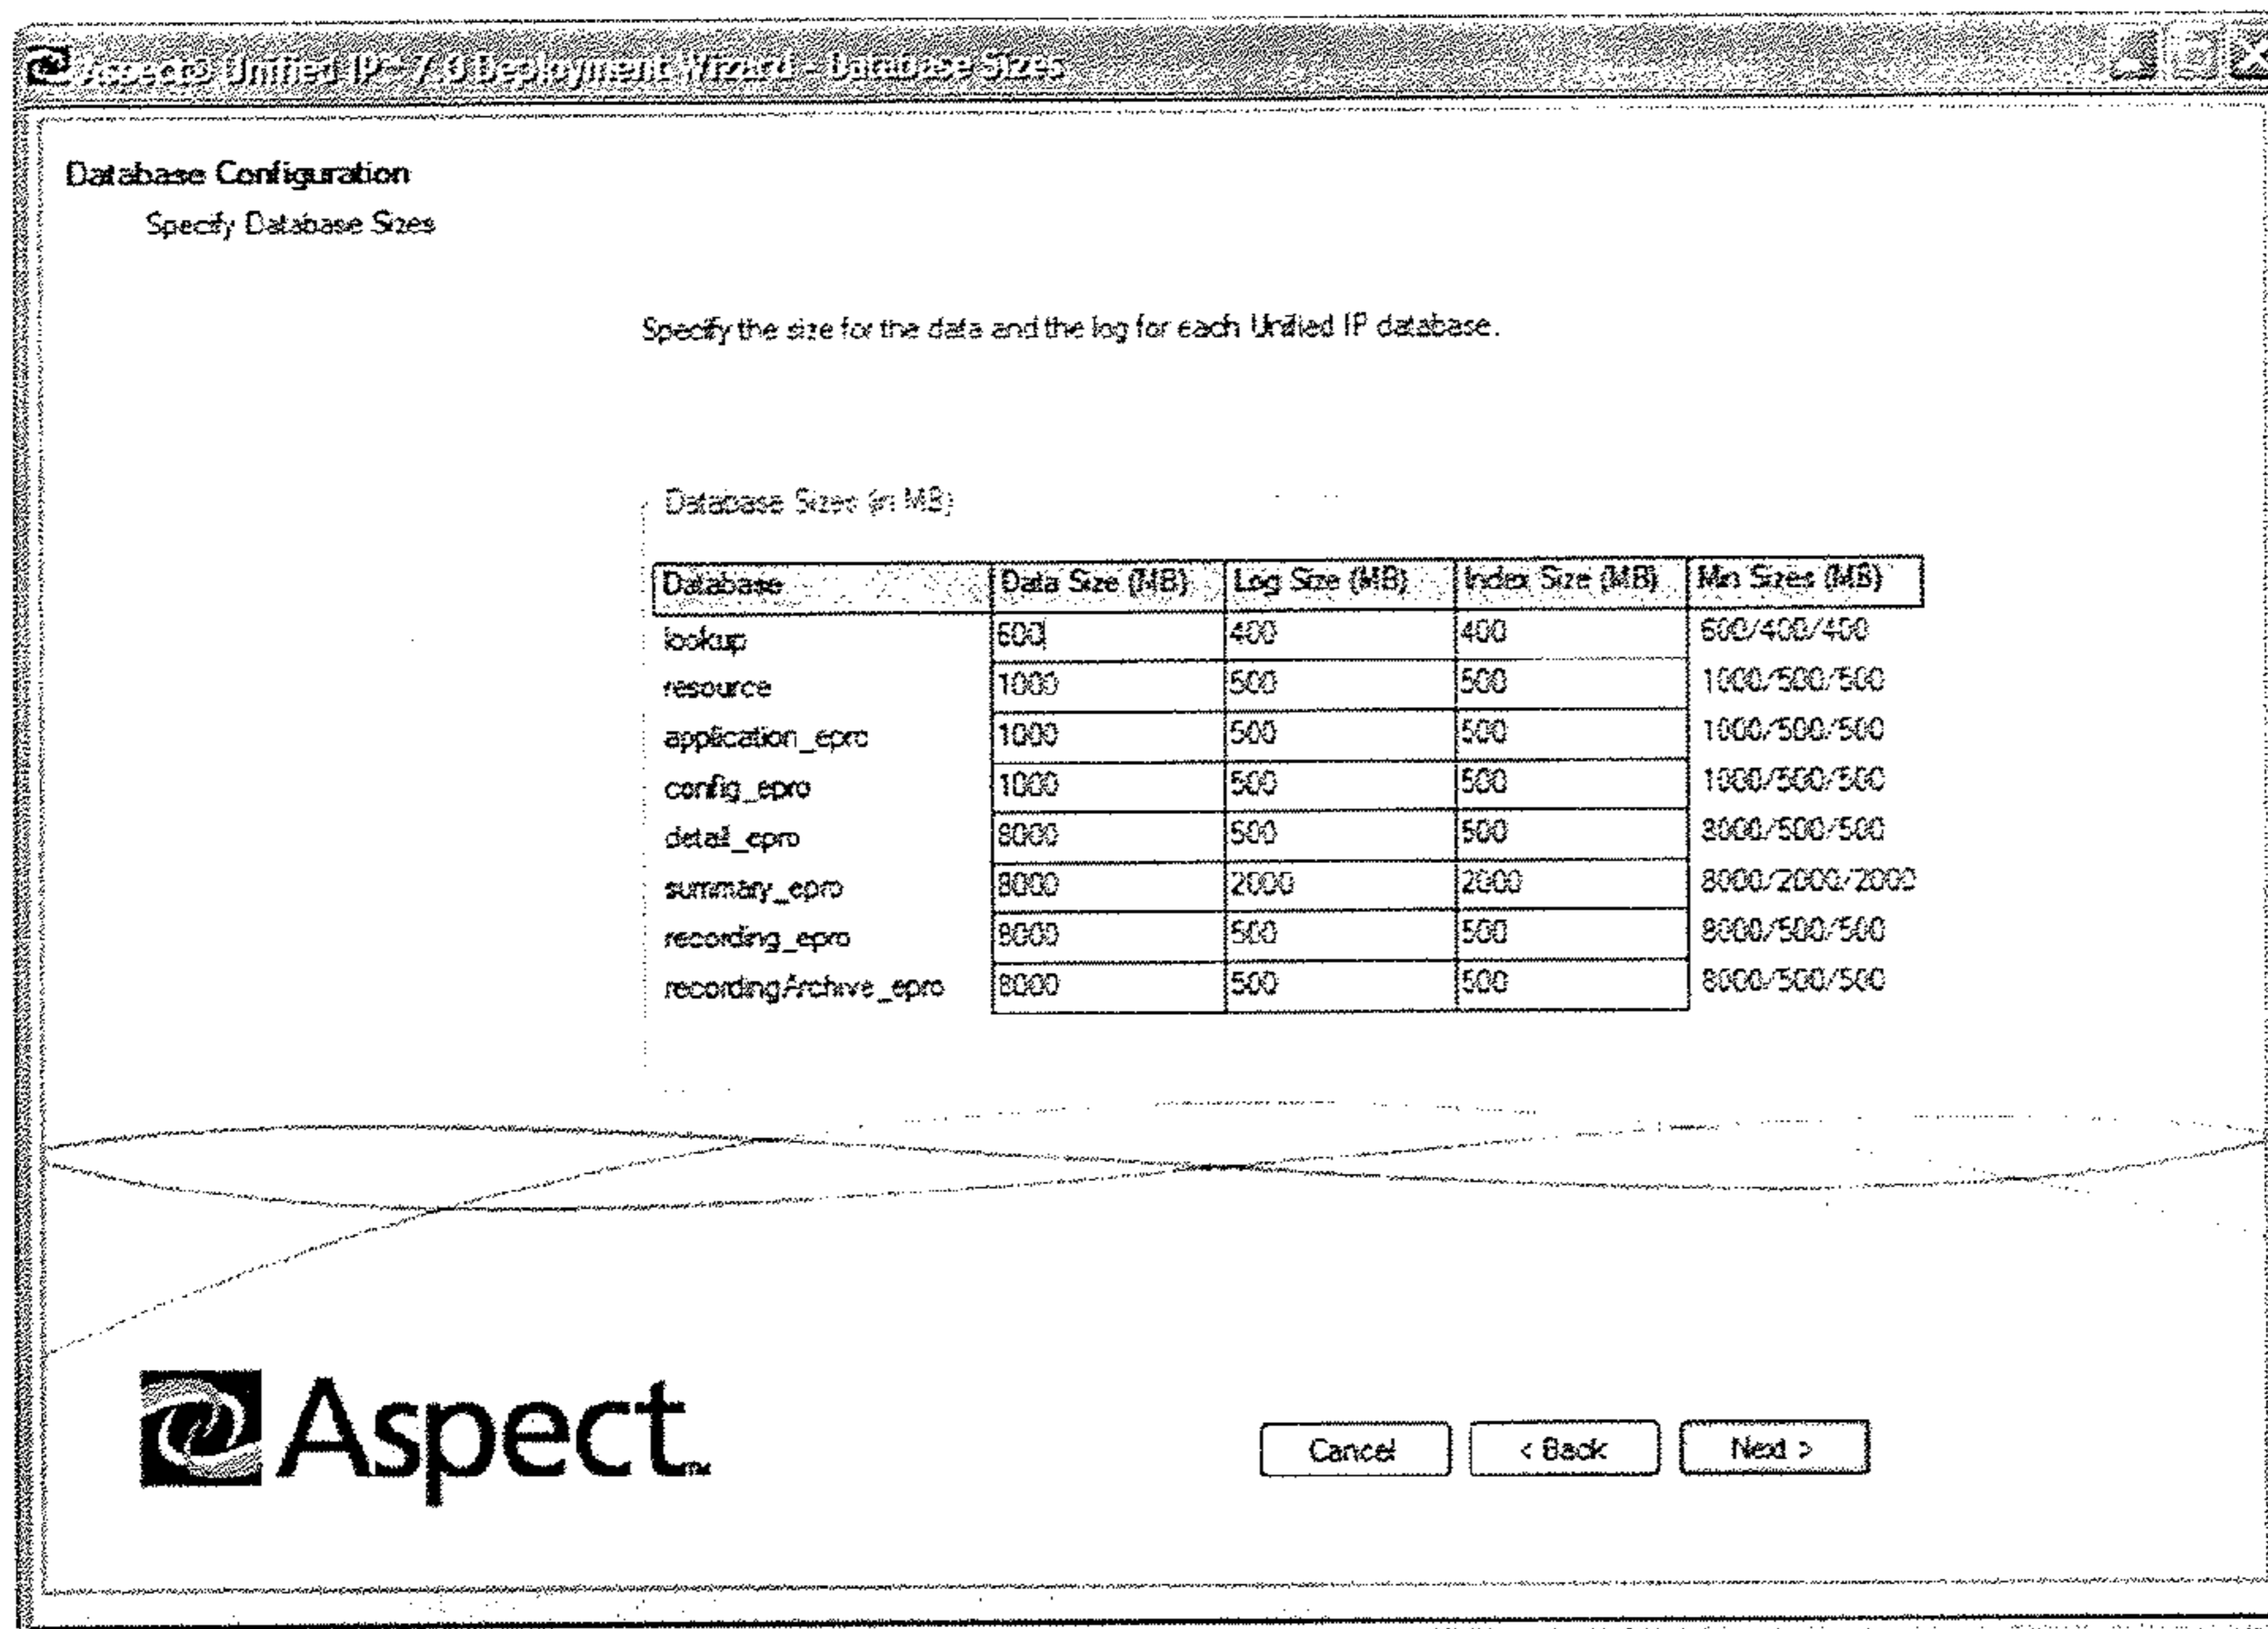 Aspect® Unified IP™ 7.0 Deployment Wizard - Database Sizes
Database Configuration
Specify Database Sizes
Specify the size for the data and the log for each Unified IP database.
Database Sizes (in MB)
Database Data Size (MB) Log Size (MB) Index Size (MB) Min Sizes (MB)
lookup 600 400 400 600/400/400
resource 1000 500 500 1000/500/500
application_epro 1000 500 500 1000/500/500
config_epro 1000 500 500 1000/500/500
detail_epro 8000 500 500 8000/500/500
summary_epro 8000 2000 2000 8000/2000/2000
recording_epro 8000 500 500 8000/500/500
recordingArchive_epro 8000 500 500 8000/500/500
Aspect™
Cancel < Back Next >